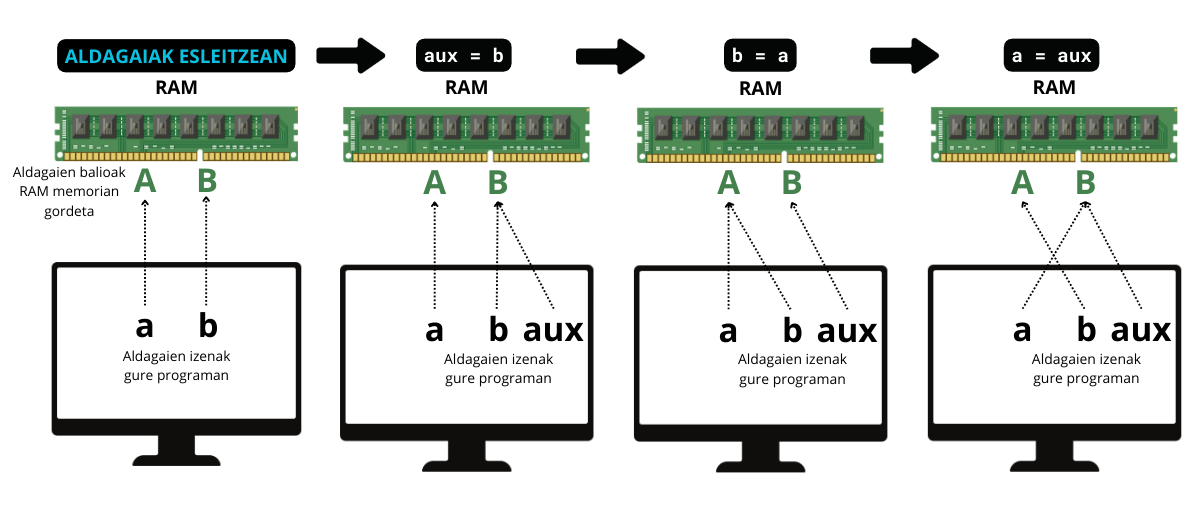 ALDAGAIAK ESLEITZEAN
aux = b
b = a
a = aux
RAM
RAM
RAM
RAM
Aldagaien balioak
RAM memorian
gordeta
A B
A B
A B
A B
a b
Aldagaien izenak
gure programan
a b aux
Aldagaien izenak
gure programan
a b aux
Aldagaien izenak
gure programan
a b aux
Aldagaien izenak
gure programan